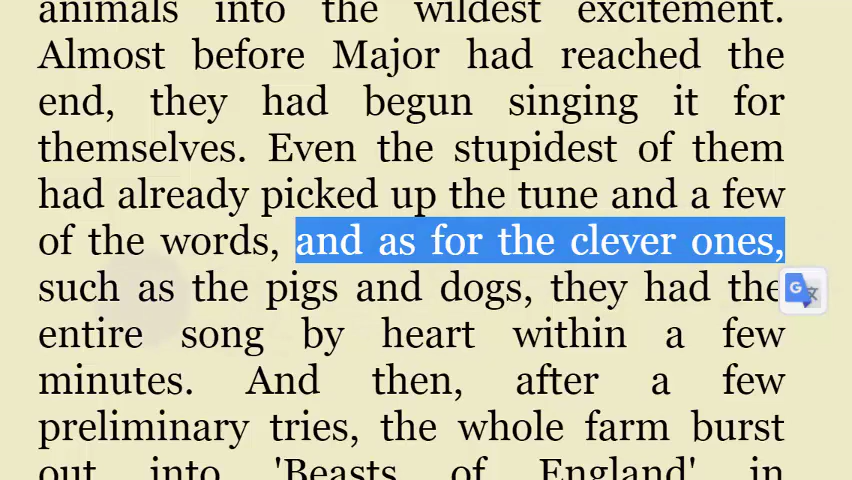 animals into the wildest excitement.
Almost before Major had reached the
end, they had begun singing it for
themselves. Even the stupidest of them
had already picked up the tune and a few
of the words, and as for the clever ones,
such as the pigs and dogs, they had the
entire song by heart within a few
minutes. And then, after a few
preliminary tries, the whole farm burst
out into 'Beasts of England' in